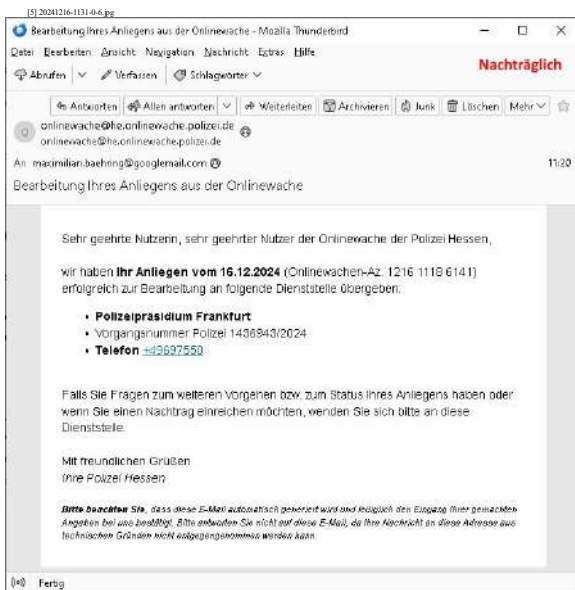 [5] 20241216-1131-0-6.jpg
Bearbeitung Ihres Anliegens aus der Onlinewache - Mozilla Thunderbird
Datei Bearbeiten Ansicht Navigation Nachricht Extras Hilfe
Nachträglich
Abrufen Verfassen Schlagwörter
Antworten Allen antworten Weiterleiten Archivieren Junk Löschen Mehr
onlinewache@he.onlinewache.polizei.de
onlinewache@he.onlinewache.polizei.de
An maximilian.baehring@googlemail.com 11:20
Bearbeitung Ihres Anliegens aus der Onlinewache
Sehr geehrte Nutzerin, sehr geehrter Nutzer der Onlinewache der Polizei Hessen,
wir haben Ihr Anliegen vom 16.12.2024 (Onlinewachen-Az. 1216 1118 6141)
erfolgreich zur Bearbeitung an folgende Dienststelle übergeben:
• Polizeipräsidium Frankfurt
• Vorgangsnummer Polizei 1436943/2024
• Telefon +49697550
Falls Sie Fragen zum weiteren Vorgehen bzw. zum Status Ihres Anliegens haben oder
wenn Sie einen Nachtrag einreichen möchten, wenden Sie sich bitte an diese
Dienststelle.
Mit freundlichen Grüßen
Ihre Polizei Hessen
Bitte beachten Sie, dass diese E-Mail automatisch generiert wird und lediglich den Eingang Ihrer gemachten
Angaben bei uns bestätigt. Bitte antworten Sie nicht auf diese E-Mail, da Ihre Nachricht an diese Adresse aus
technischen Gründen nicht entgegengenommen werden kann.
Fertig